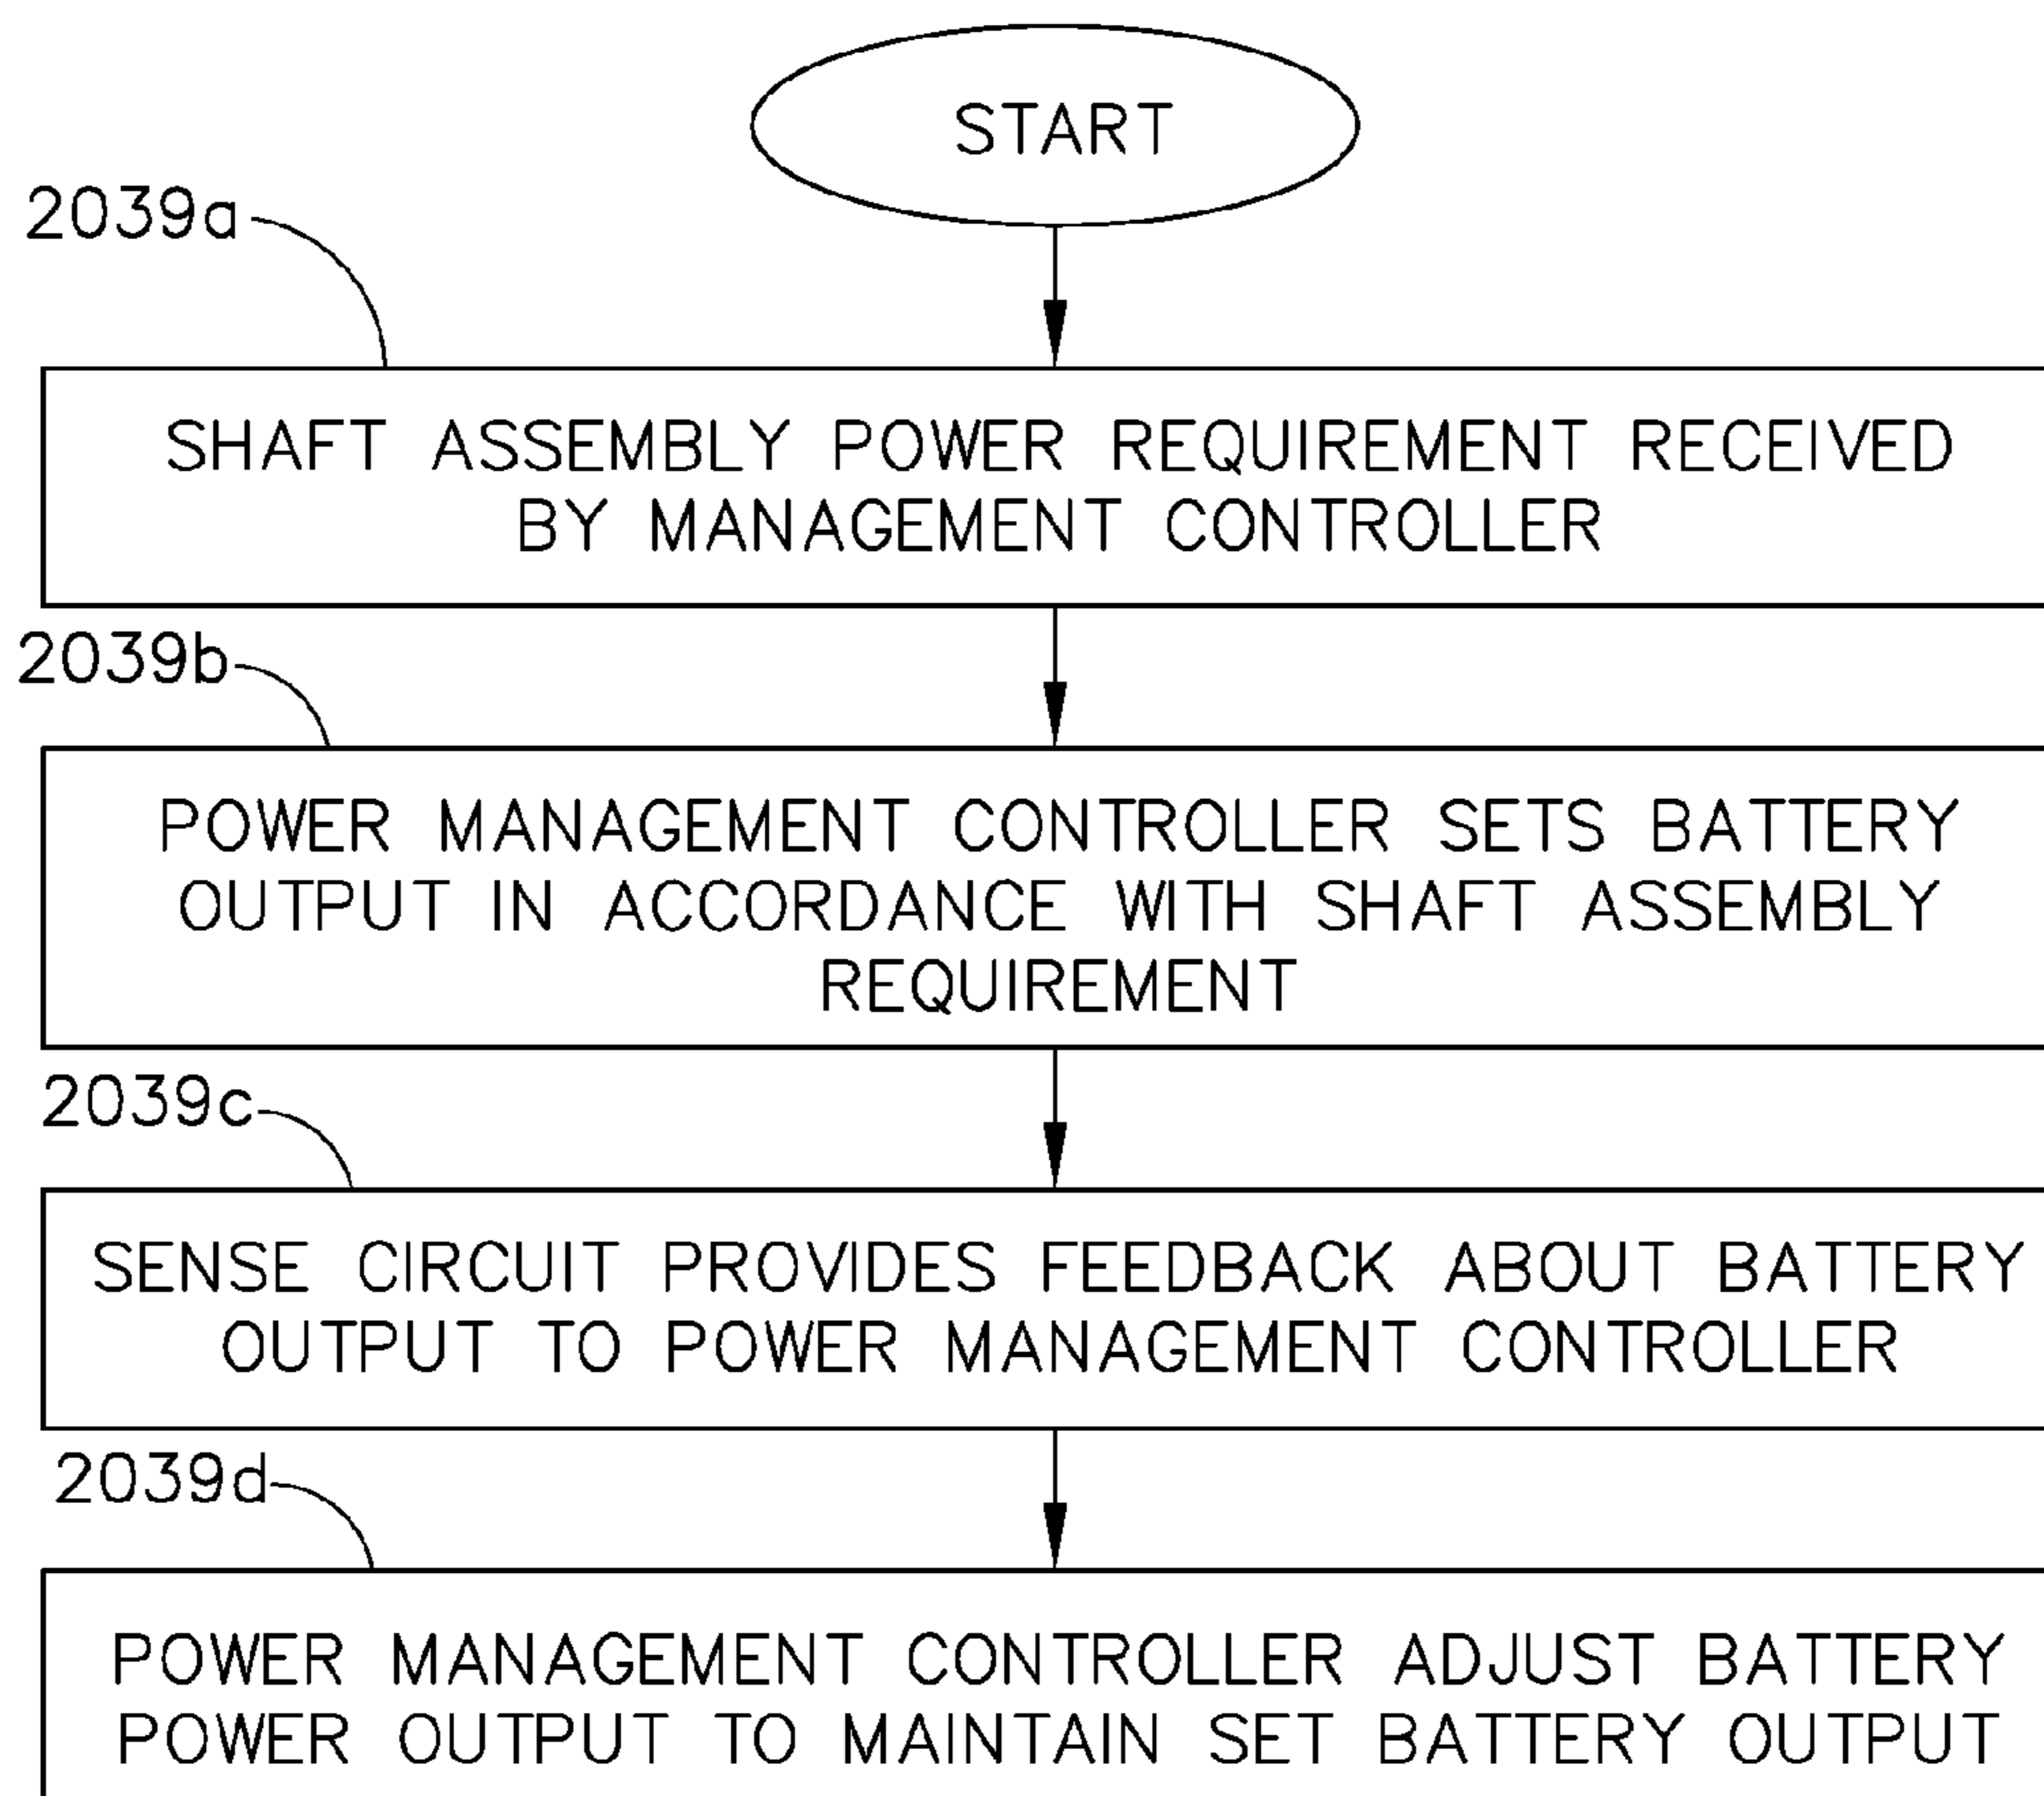 START
2039a
SHAFT ASSEMBLY POWER REQUIREMENT RECEIVED
BY MANAGEMENT CONTROLLER
2039b
POWER MANAGEMENT CONTROLLER SETS BATTERY
OUTPUT IN ACCORDANCE WITH SHAFT ASSEMBLY
REQUIREMENT
2039c
SENSE CIRCUIT PROVIDES FEEDBACK ABOUT BATTERY
OUTPUT TO POWER MANAGEMENT CONTROLLER
2039d
POWER MANAGEMENT CONTROLLER ADJUST BATTERY
POWER OUTPUT TO MAINTAIN SET BATTERY OUTPUT